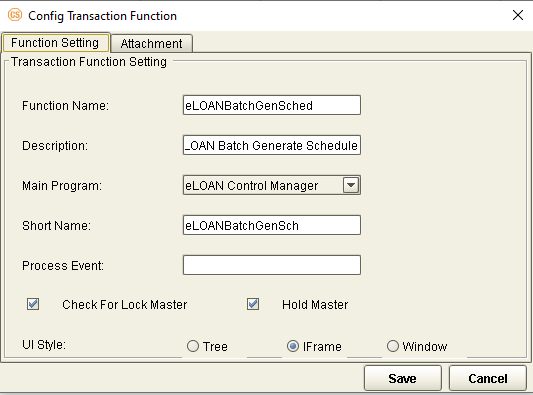 CS Config Transaction Function
Function Setting Attachment
Transaction Function Setting
Function Name: eLOANBatchGenSched
Description: LOAN Batch Generate Schedule
Main Program: eLOAN Control Manager
Short Name: eLOANBatchGenSch
Process Event:
Check For Lock Master Hold Master
UI Style: Tree IFrame Window
Save Cancel